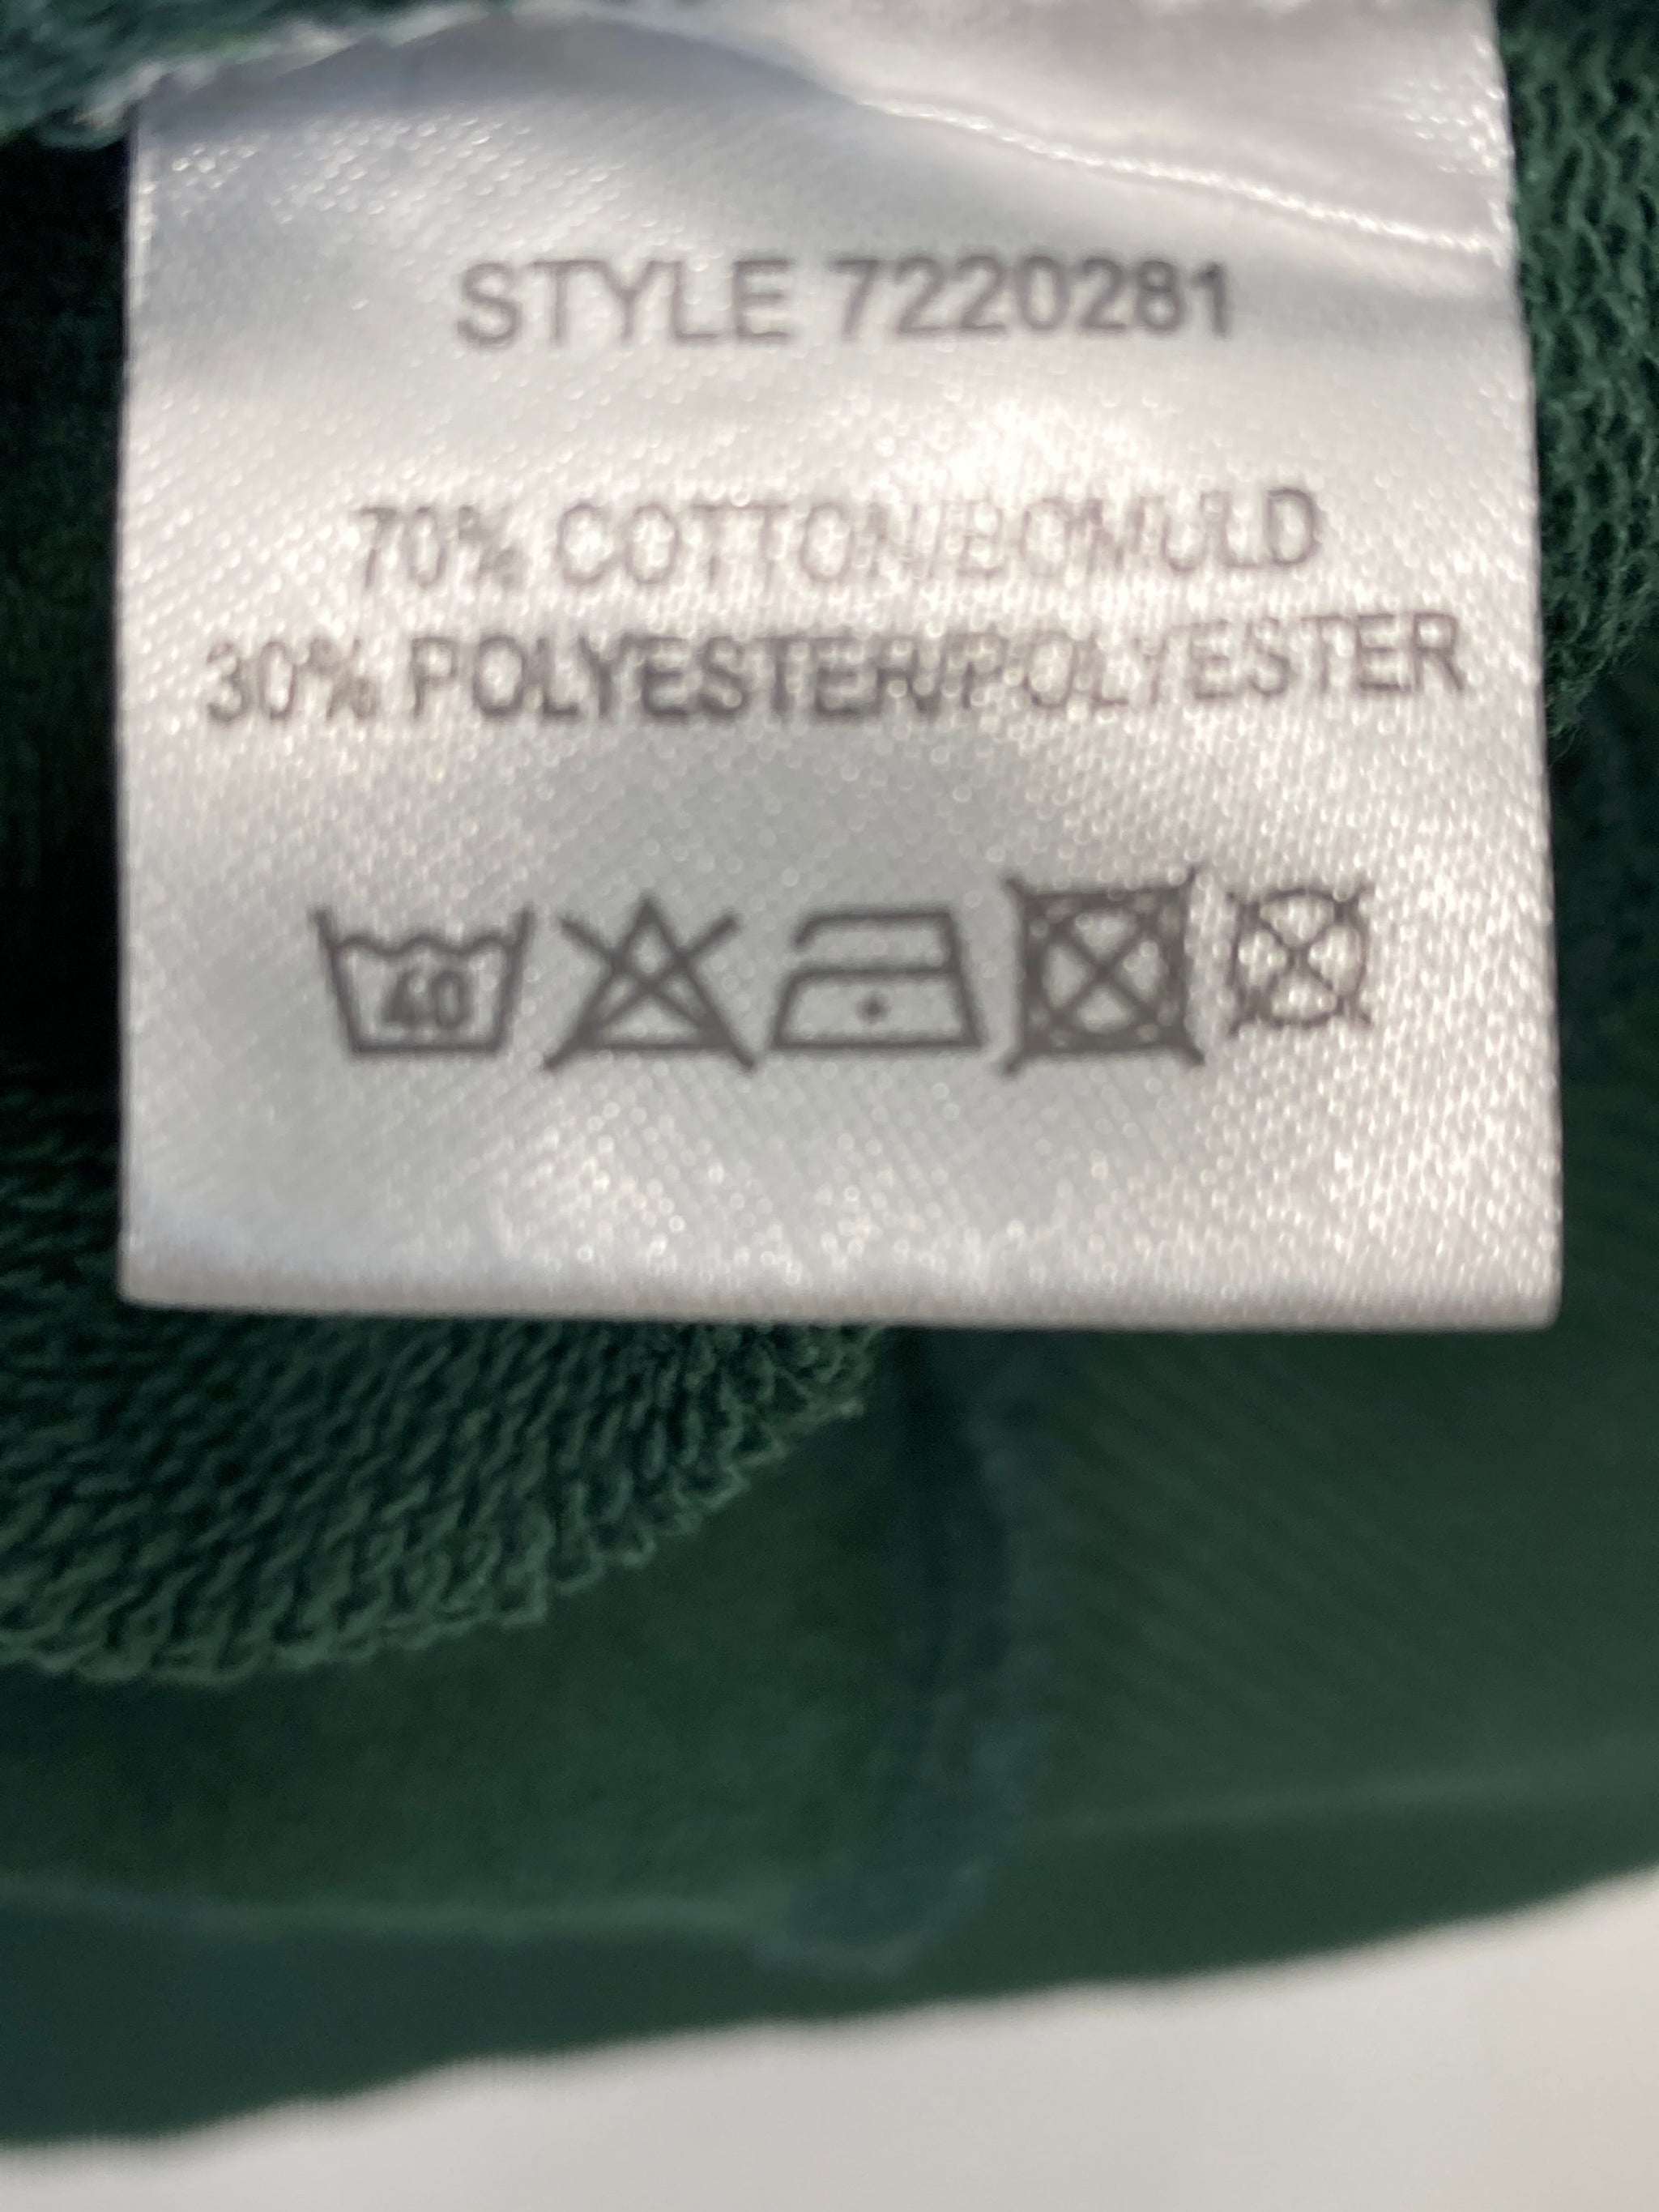 STYLE 7220281
70% COTTON/BOMULD
30% POLYESTER/POLYESTER
40